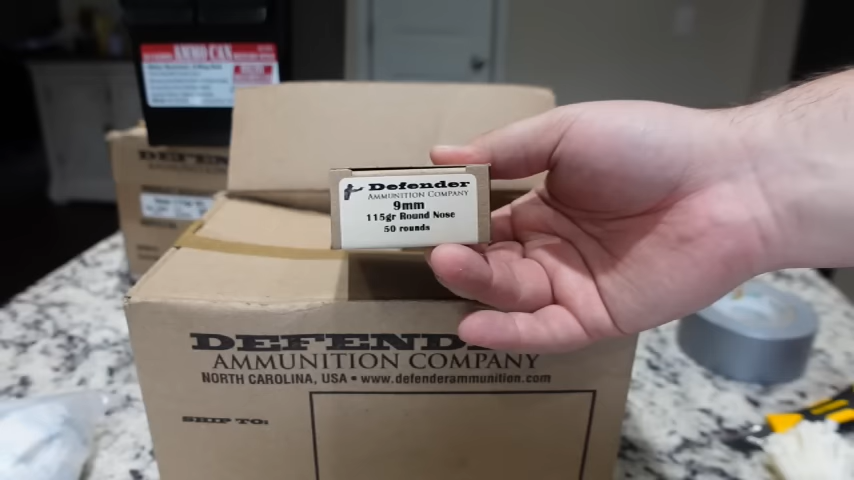 AMMO CAN
DEFEN
Defender
AMMUNITION COMPANY
9mm
115gr Round Nose
50 rounds
DEFEND
AMMUNITION COMPANY
NORTH CAROLINA, USA • www.defenderammunition.com
SHIP TO: